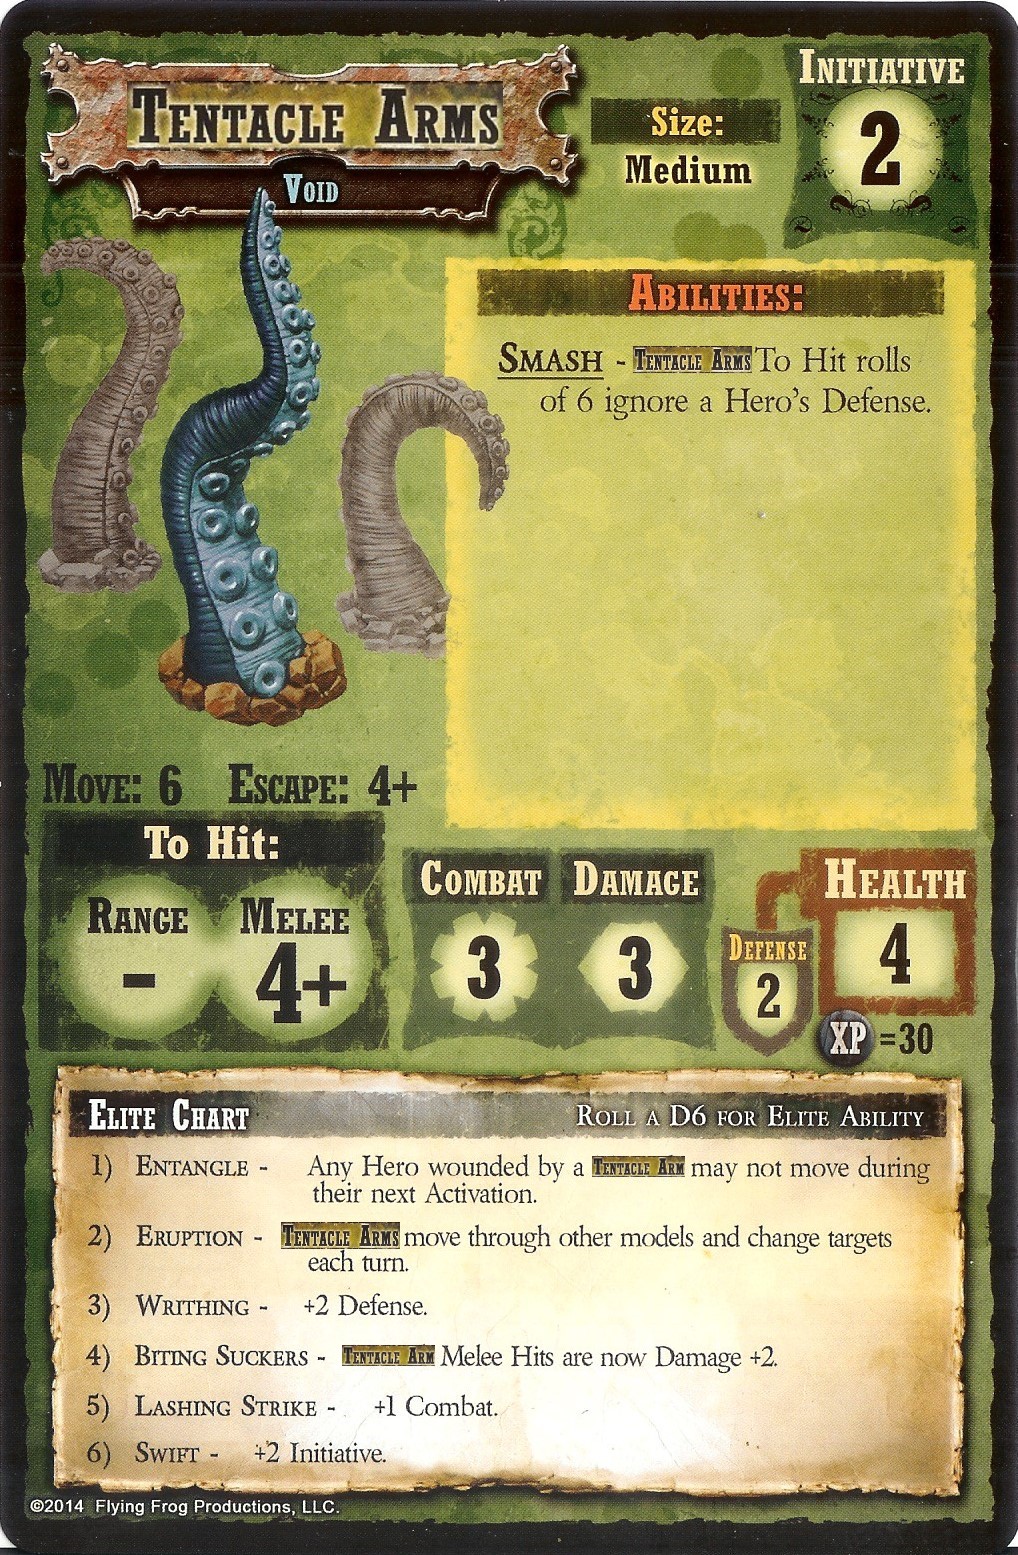 TENTACLE ARMS
VOID
Size:
Medium
INITIATIVE
2
ABILITIES:
SMASH - TENTACLE ARMS To Hit rolls
of 6 ignore a Hero's Defense.
MOVE: 6 ESCAPE: 4+
To Hit:
RANGE
-
MELEE
4+
COMBAT
3
DAMAGE
3
DEFENSE
2
HEALTH
4
XP =30
ELITE CHART ROLL A D6 FOR ELITE ABILITY
1) ENTANGLE - Any Hero wounded by a TENTACLE ARM may not move during
their next Activation.
2) ERUPTION - TENTACLE ARMS move through other models and change targets
each turn.
3) WRITHING - +2 Defense.
4) BITING SUCKERS - TENTACLE ARM Melee Hits are now Damage +2.
5) LASHING STRIKE - +1 Combat.
6) SWIFT - +2 Initiative.
©2014 Flying Frog Productions, LLC.